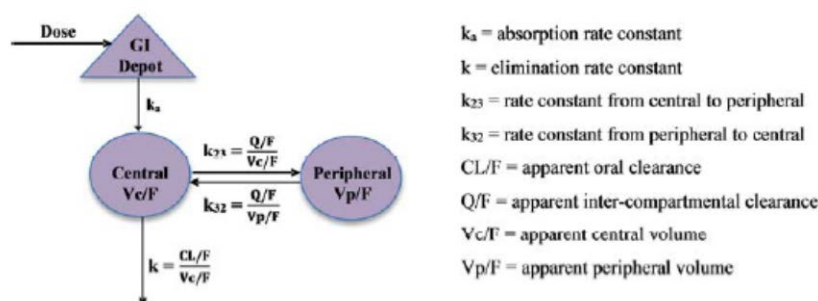 Dose
GI
Depot
kₐ
Central
Vc/F
k₂₃ = Q/F
Vc/F
k₃₂ = Q/F
Vp/F
Peripheral
Vp/F
k = CL/F
Vc/F
kₐ = absorption rate constant
k = elimination rate constant
k₂₃ = rate constant from central to peripheral
k₃₂ = rate constant from peripheral to central
CL/F = apparent oral clearance
Q/F = apparent inter-compartmental clearance
Vc/F = apparent central volume
Vp/F = apparent peripheral volume